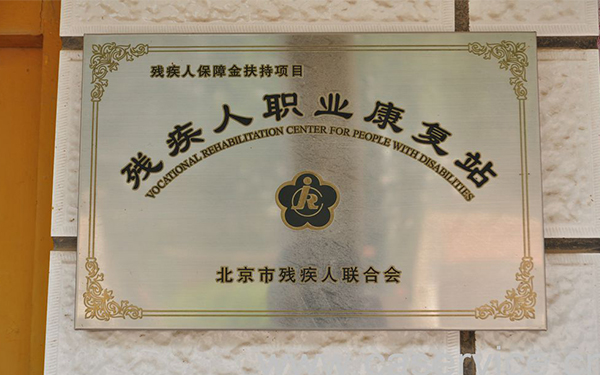 残疾人保障金扶持项目
残疾人职业康复站
VOCATIONAL REHABILITATION CENTER FOR PEOPLE WITH DISABILITIES
北京市残疾人联合会